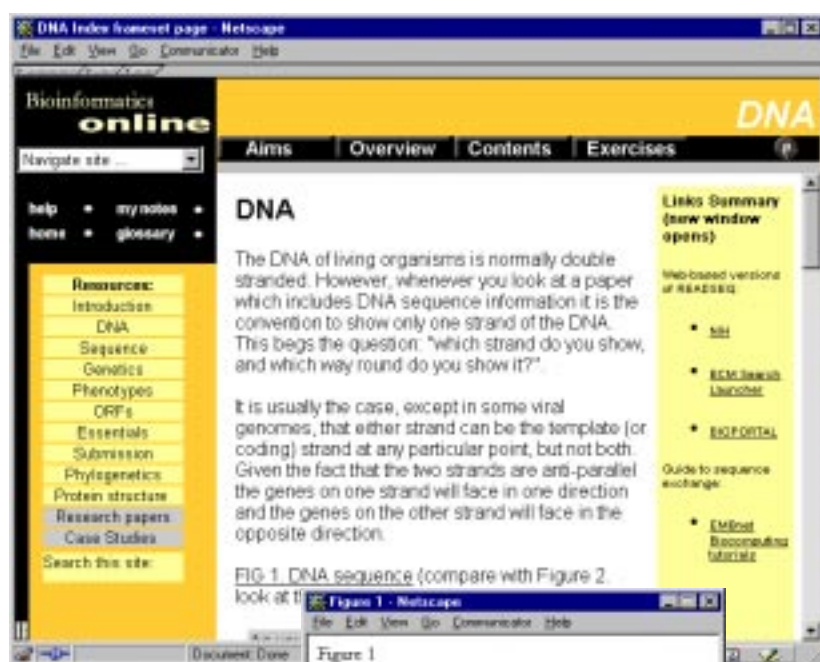 DNA Index frameset page - Netscape
File Edit View Go Communicator Help
Bioinformatics
online
DNA
Navigate site ...
Aims Overview Contents Exercises
help • my notes •
home • glossary •
Resources:
Introduction
DNA
Sequence
Genetics
Phenotypes
ORFs
Essentials
Submission
Phylogenetics
Protein structure
Research papers
Case Studies
Search this site:
DNA
The DNA of living organisms is normally double
stranded. However, whenever you look at a paper
which includes DNA sequence information it is the
convention to show only one strand of the DNA.
This begs the question: "which strand do you show,
and which way round do you show it?".
It is usually the case, except in some viral
genomes, that either strand can be the template (or
coding) strand at any particular point, but not both.
Given the fact that the two strands are anti-parallel
the genes on one strand will face in one direction
and the genes on the other strand will face in the
opposite direction.
FIG 1. DNA sequence (compare with Figure 2.
look at
Links Summary
(new window
opens)
Web-based versions
of READSEQ:
• NIH
• BCM Search
Launcher
• BIOPORTAL
Guide to sequence
exchange:
• EMBnet
Biocomputing
tutorials
Document: Done
Figure 1 - Netscape
File Edit View Go Communicator Help
Figure 1